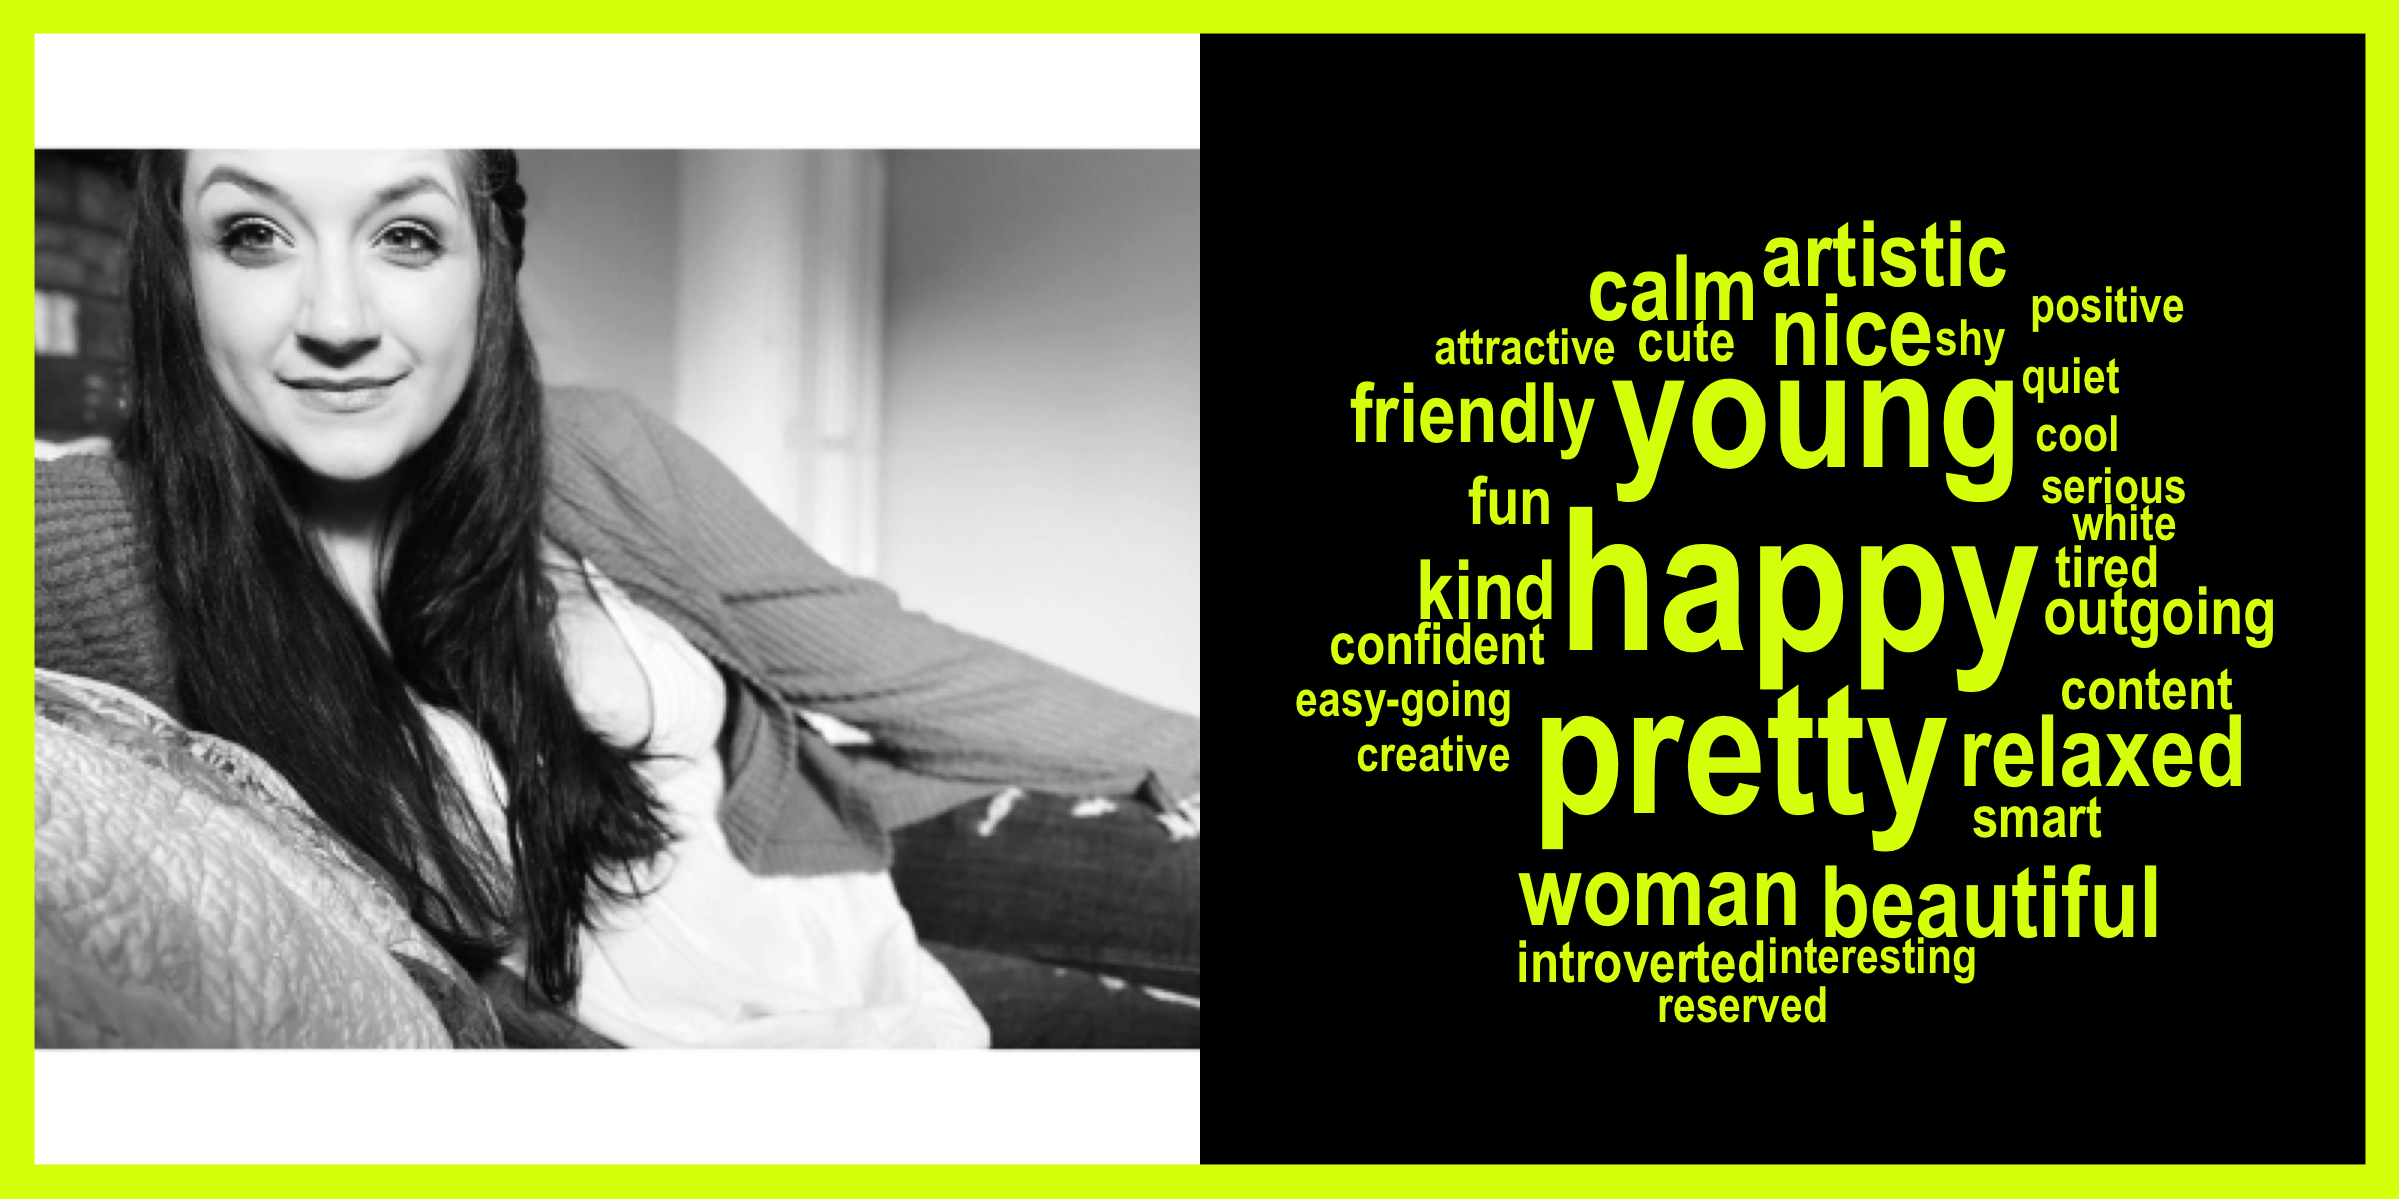 artistic
calm
positive
nice
shy
attractive
cute
quiet
friendly
young
cool
serious
fun
white
happy
tired
kind
outgoing
confident
content
easy-going
pretty
relaxed
creative
smart
woman
beautiful
introverted
interesting
reserved